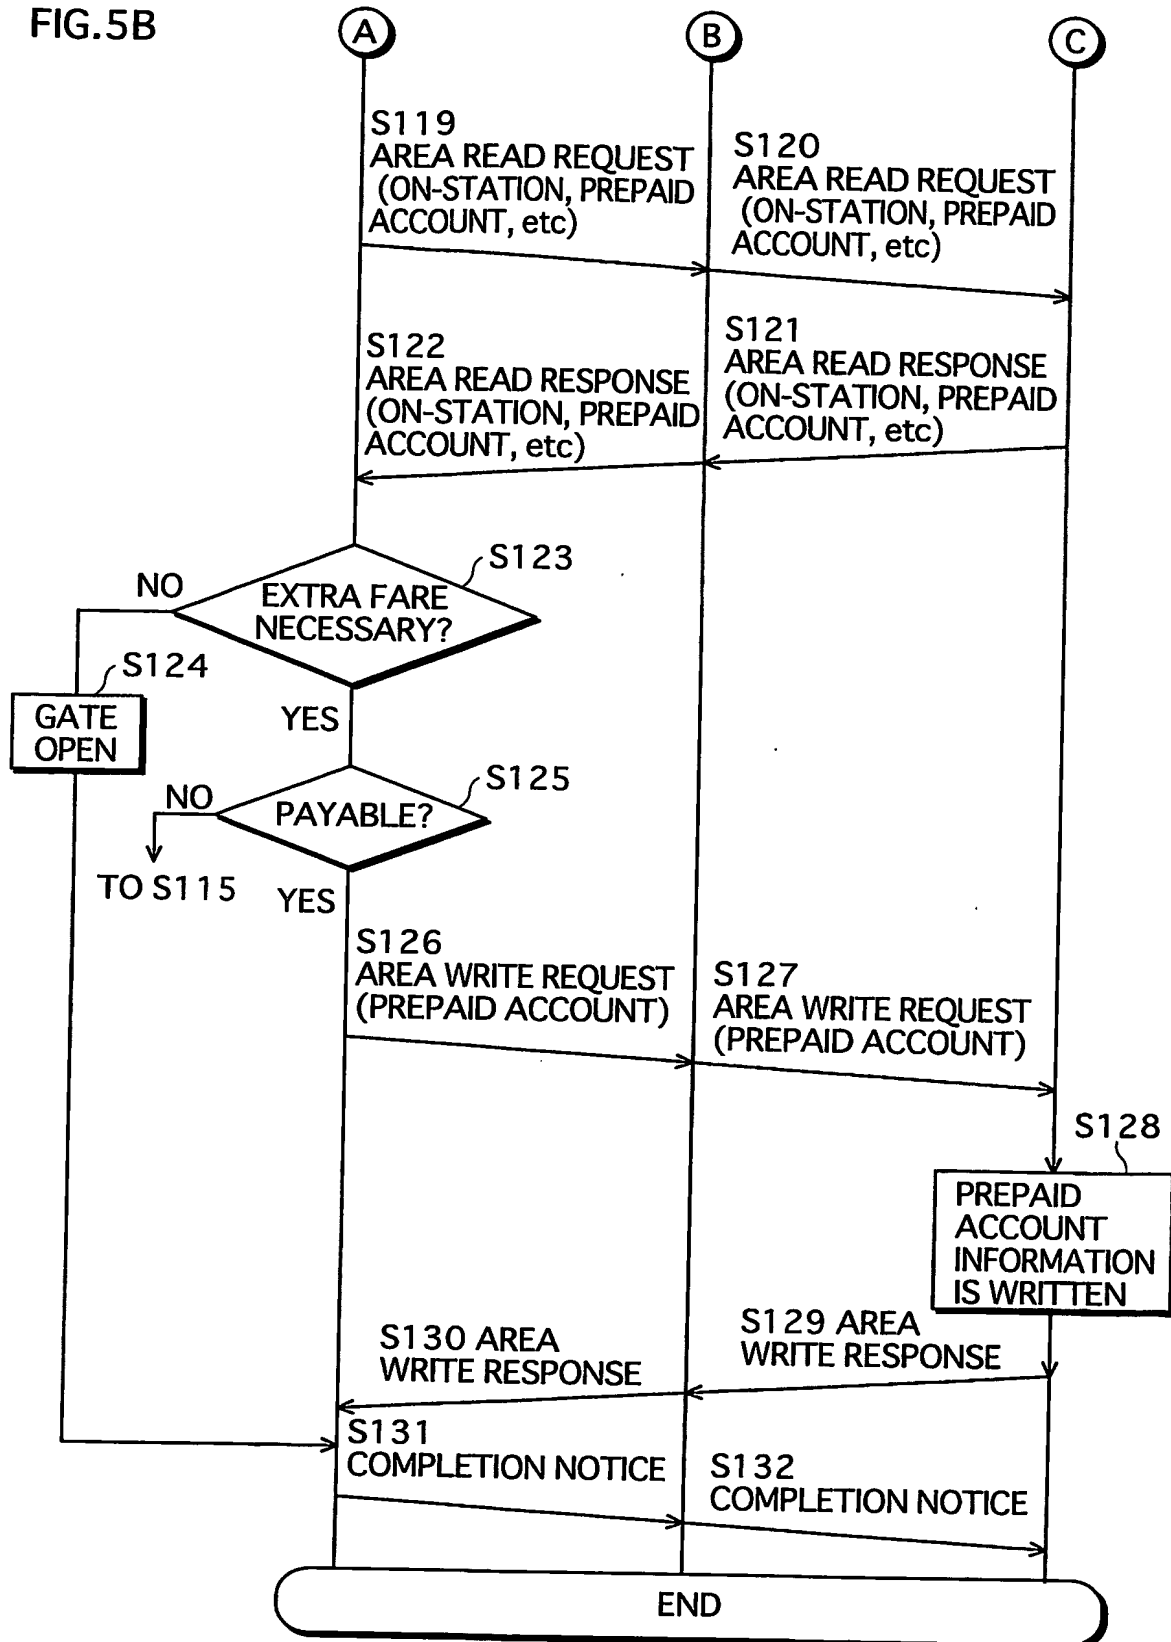 FIG.5B
A
B
C
S119
AREA READ REQUEST
(ON-STATION, PREPAID
ACCOUNT, etc)
S120
AREA READ REQUEST
(ON-STATION, PREPAID
ACCOUNT, etc)
S122
AREA READ RESPONSE
(ON-STATION, PREPAID
ACCOUNT, etc)
S121
AREA READ RESPONSE
(ON-STATION, PREPAID
ACCOUNT, etc)
S123
NO
EXTRA FARE
NECESSARY?
S124
GATE
OPEN
YES
S125
NO
PAYABLE?
TO S115
YES
S126
AREA WRITE REQUEST
(PREPAID ACCOUNT)
S127
AREA WRITE REQUEST
(PREPAID ACCOUNT)
S128
PREPAID
ACCOUNT
INFORMATION
IS WRITTEN
S130 AREA
WRITE RESPONSE
S129 AREA
WRITE RESPONSE
S131
COMPLETION NOTICE
S132
COMPLETION NOTICE
END